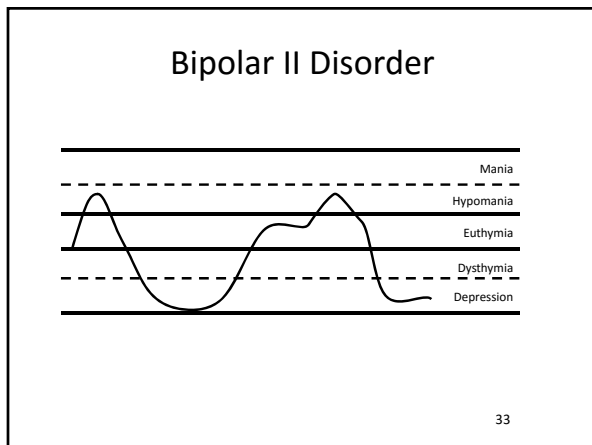 Bipolar II Disorder
Mania
Hypomania
Euthymia
Dysthymia
Depression
33